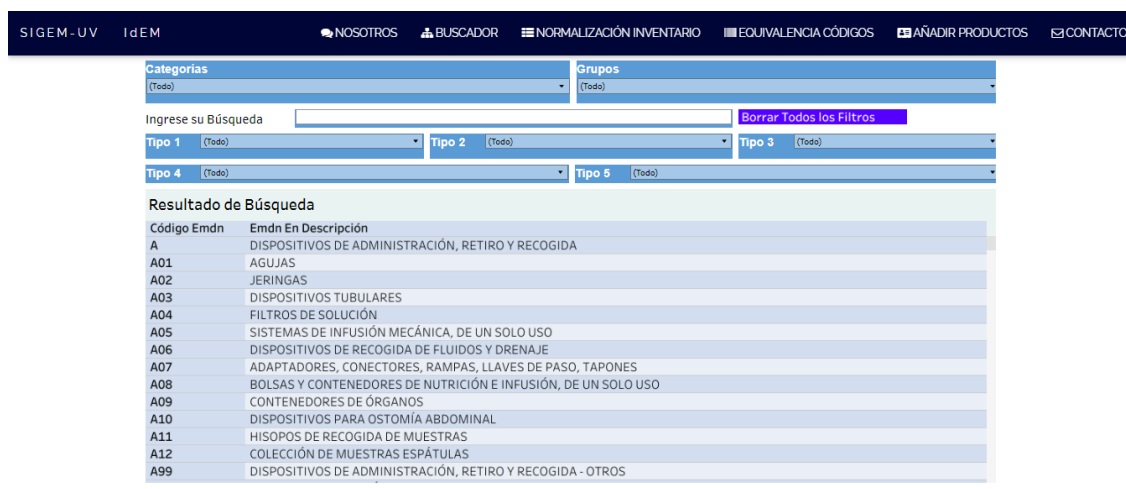 SIGEM-UV IdEM NOSOTROS BUSCADOR NORMALIZACIÓN INVENTARIO EQUIVALENCIA CÓDIGOS AÑADIR PRODUCTOS CONTACTO
Categorias Grupos
(Todo) (Todo)
Ingrese su Búsqueda Borrar Todos los Filtros
Tipo 1 (Todo) Tipo 2 (Todo) Tipo 3 (Todo)
Tipo 4 (Todo) Tipo 5 (Todo)
Resultado de Búsqueda
Código Emdn Emdn En Descripción
A DISPOSITIVOS DE ADMINISTRACIÓN, RETIRO Y RECOGIDA
A01 AGUJAS
A02 JERINGAS
A03 DISPOSITIVOS TUBULARES
A04 FILTROS DE SOLUCIÓN
A05 SISTEMAS DE INFUSIÓN MECÁNICA, DE UN SOLO USO
A06 DISPOSITIVOS DE RECOGIDA DE FLUIDOS Y DRENAJE
A07 ADAPTADORES, CONECTORES, RAMPAS, LLAVES DE PASO, TAPONES
A08 BOLSAS Y CONTENEDORES DE NUTRICIÓN E INFUSIÓN, DE UN SOLO USO
A09 CONTENEDORES DE ÓRGANOS
A10 DISPOSITIVOS PARA OSTOMÍA ABDOMINAL
A11 HISOPOS DE RECOGIDA DE MUESTRAS
A12 COLECCIÓN DE MUESTRAS ESPÁTULAS
A99 DISPOSITIVOS DE ADMINISTRACIÓN, RETIRO Y RECOGIDA - OTROS